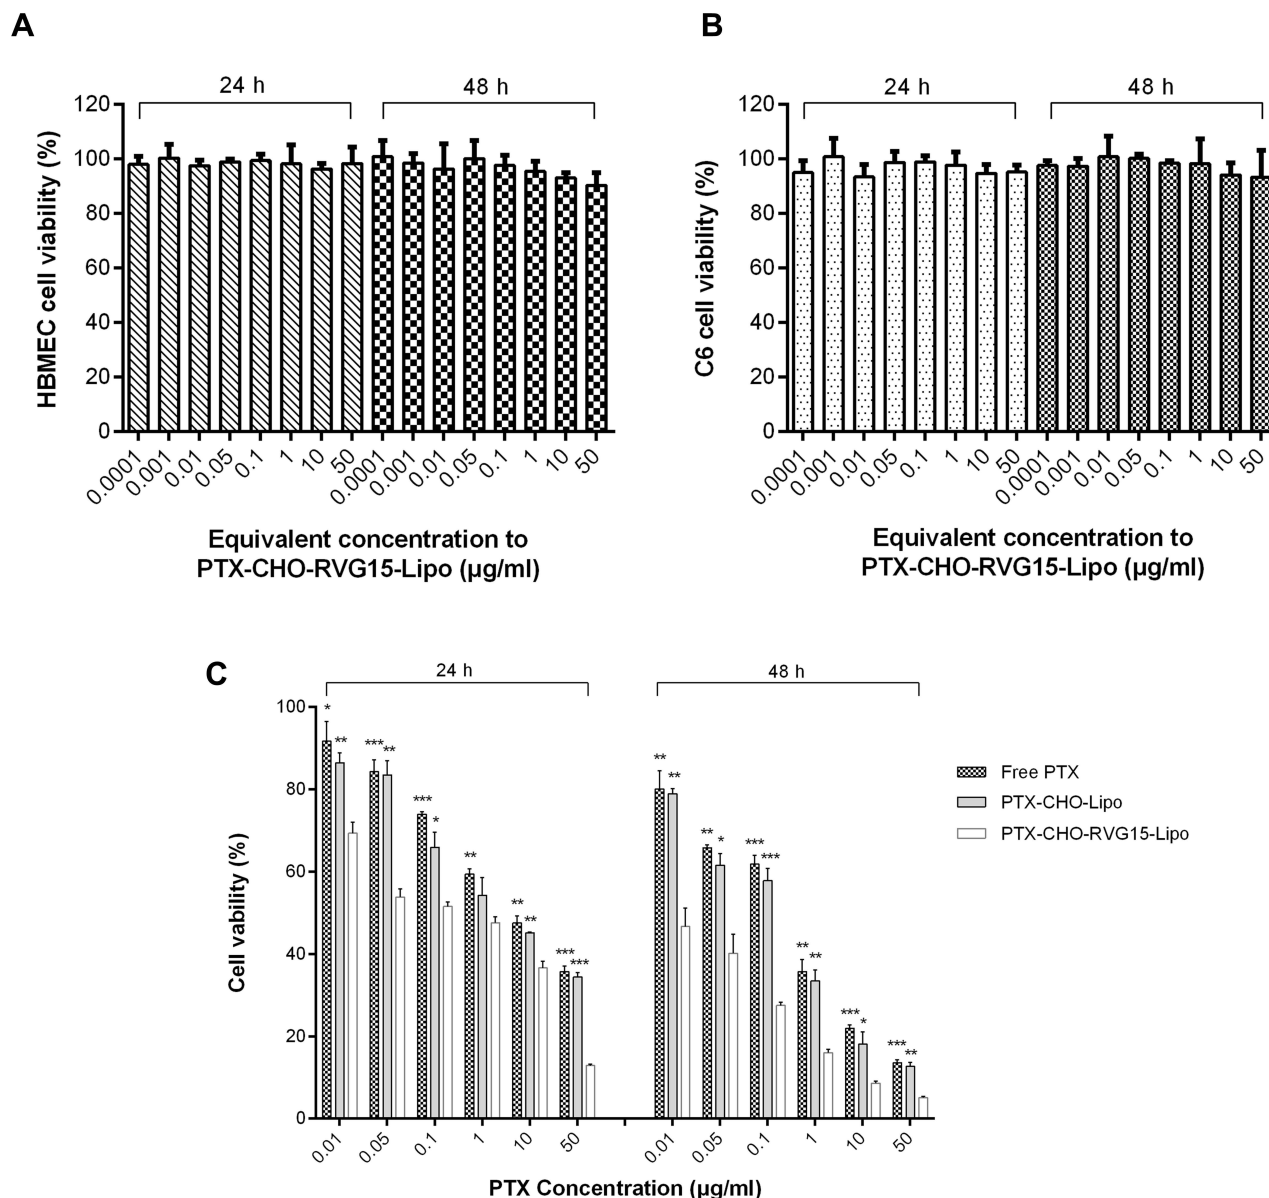 A
24 h
48 h
120
100
80
60
40
20
0
HBMEC cell viability (%)
0.0001
0.001
0.01
0.05
0.1
1
10
50
0.0001
0.001
0.01
0.05
0.1
1
10
50
Equivalent concentration to
PTX-CHO-RVG15-Lipo (µg/ml)
B
24 h
48 h
120
100
80
60
40
20
0
C6 cell viability (%)
0.0001
0.001
0.01
0.05
0.1
1
10
50
0.0001
0.001
0.01
0.05
0.1
1
10
50
Equivalent concentration to
PTX-CHO-RVG15-Lipo (µg/ml)
C
24 h
48 h
100
80
60
40
20
0
Cell vability (%)
* ** *** ** *** * ** ** ** *** ***
** ** ** * *** *** ** ** *** * *** **
0.01
0.05
0.1
1
10
50
0.01
0.05
0.1
1
10
50
PTX Concentration (µg/ml)
Free PTX
PTX-CHO-Lipo
PTX-CHO-RVG15-Lipo